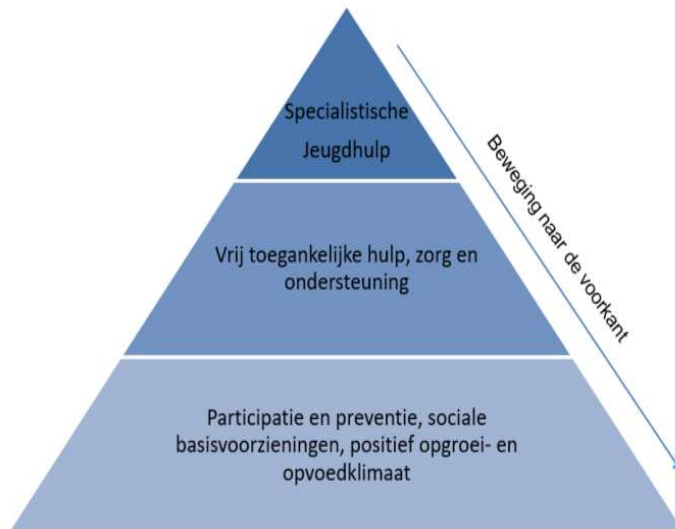 Specialistische
Jeugdhulp
Beweging naar de voorkant
Vrij toegankelijke hulp, zorg en
ondersteuning
Participatie en preventie, sociale
basisvoorzieningen, positief opgroei- en
opvoedklimaat